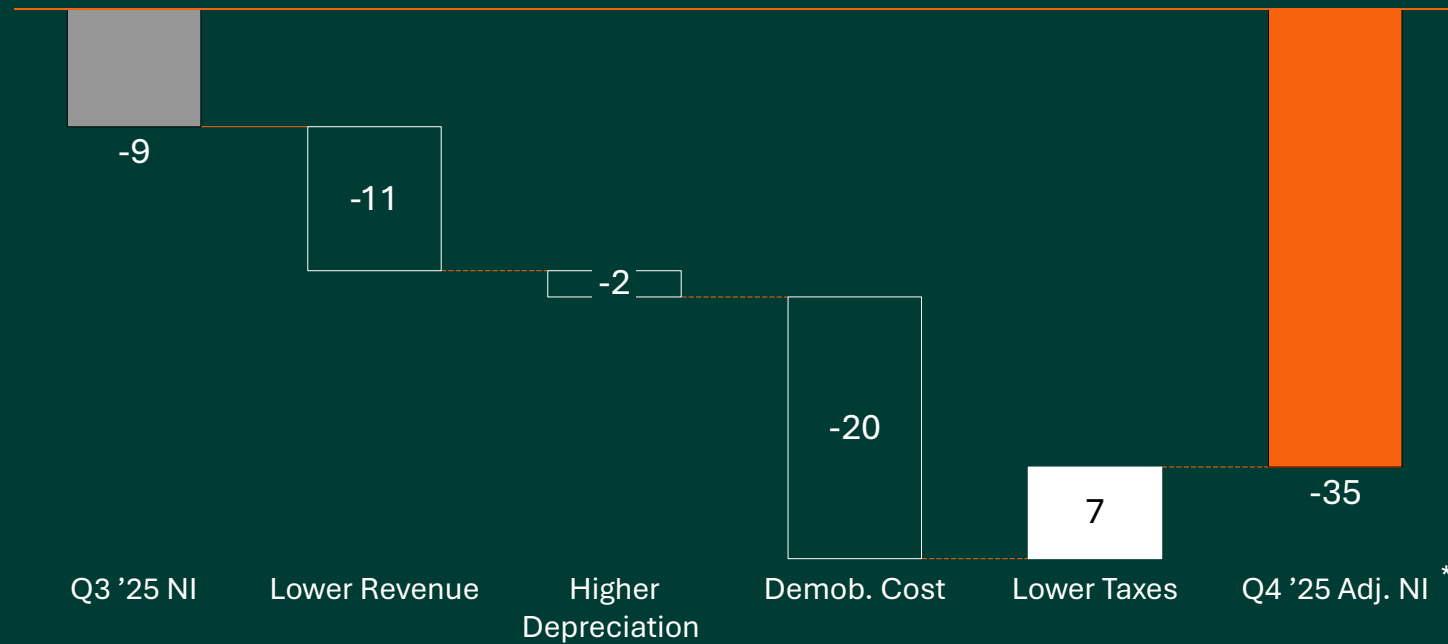 -9
-11
-2
-20
7
-35
Q3 ’25 NI
Lower Revenue
Higher
Depreciation
Demob. Cost
Lower Taxes
Q4 ’25 Adj. NI *